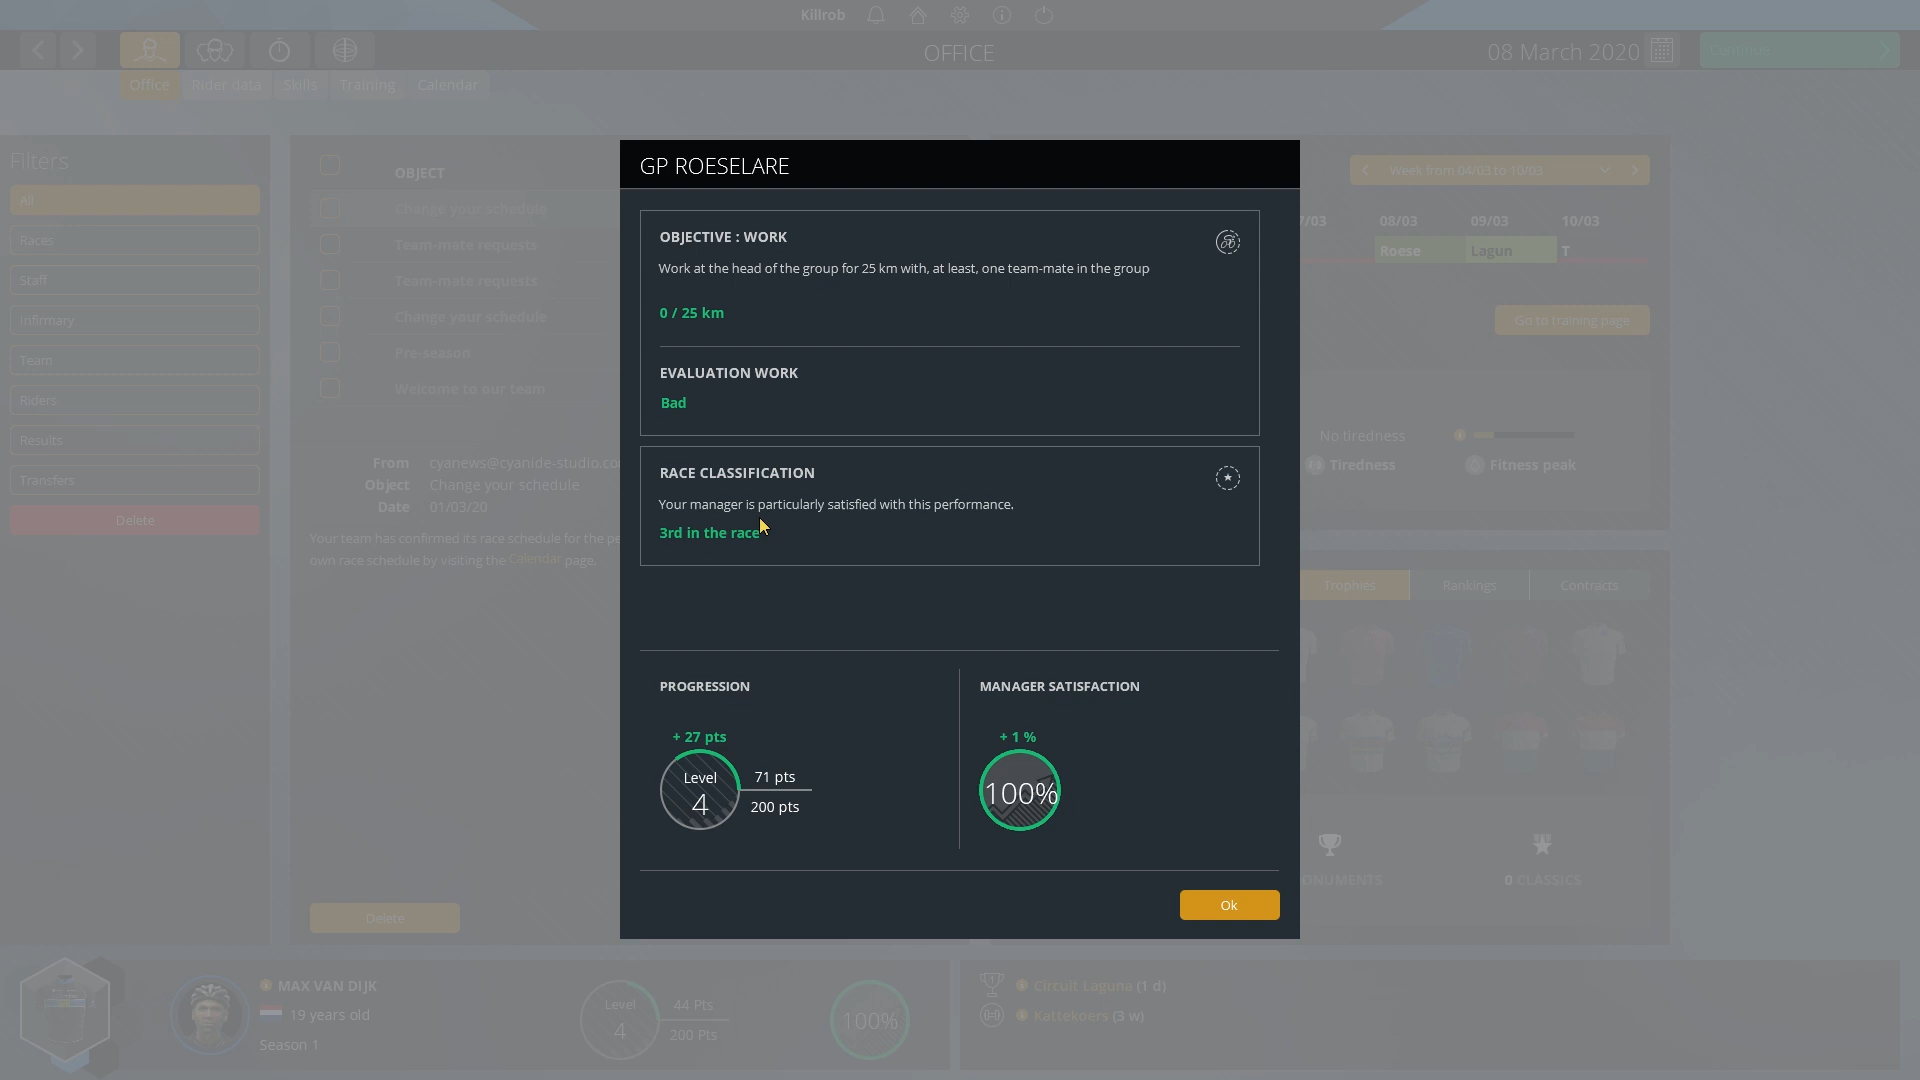 Killrob
OFFICE
08 March 2020
Continue
Office
Rider data
Skills
Training
Calendar
Filters
All
Races
Staff
Infirmary
Team
Riders
Results
Transfers
Delete
OBJECT
Change your schedule
Team-mate requests
Team-mate requests
Change your schedule
Pre-season
Welcome to our team
From cyanews@cyanide-studio.co
Object Change your schedule
Date 01/03/20
Your team has confirmed its race schedule for the pe
own race schedule by visiting the Calendar page.
Delete
GP ROESELARE
OBJECTIVE : WORK
Work at the head of the group for 25 km with, at least, one team-mate in the group
0 / 25 km
EVALUATION WORK
Bad
RACE CLASSIFICATION
Your manager is particularly satisfied with this performance.
3rd in the race
PROGRESSION
+ 27 pts
Level
4
71 pts
200 pts
MANAGER SATISFACTION
+ 1 %
100%
Ok
Week from 04/03 to 10/03
7/03 08/03 09/03 10/03
Roese Lagun T
Go to training page
No tiredness
Tiredness Fitness peak
Trophies Rankings Contracts
ONUMENTS
0 CLASSICS
MAX VAN DIJK
19 years old
Season 1
Level
4
44 Pts
200 Pts
100%
Circuit Laguna (1 d)
Kattekoers (3 w)